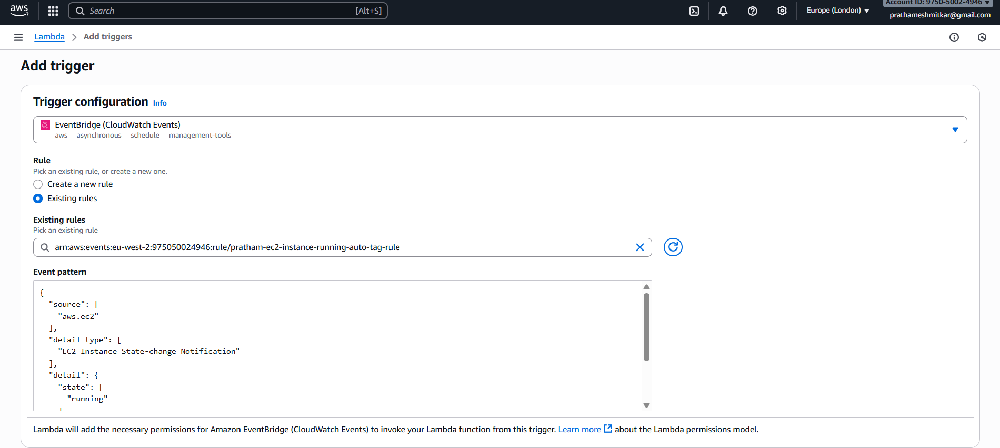 aws
Search [Alt+S]
Europe (London)
Account ID: 9750-5002-4946
prathameshmitkar@gmail.com
Lambda > Add triggers
Add trigger
Trigger configuration Info
EventBridge (CloudWatch Events)
aws asynchronous schedule management-tools
Rule
Pick an existing rule, or create a new one.
Create a new rule
Existing rules
Existing rules
Pick an existing rule
arn:aws:events:eu-west-2:975050024946:rule/pratham-ec2-instance-running-auto-tag-rule
Event pattern
{
"source": [
"aws.ec2"
],
"detail-type": [
"EC2 Instance State-change Notification"
],
"detail": {
"state": [
"running"
]
Lambda will add the necessary permissions for Amazon EventBridge (CloudWatch Events) to invoke your Lambda function from this trigger. Learn more about the Lambda permissions model.